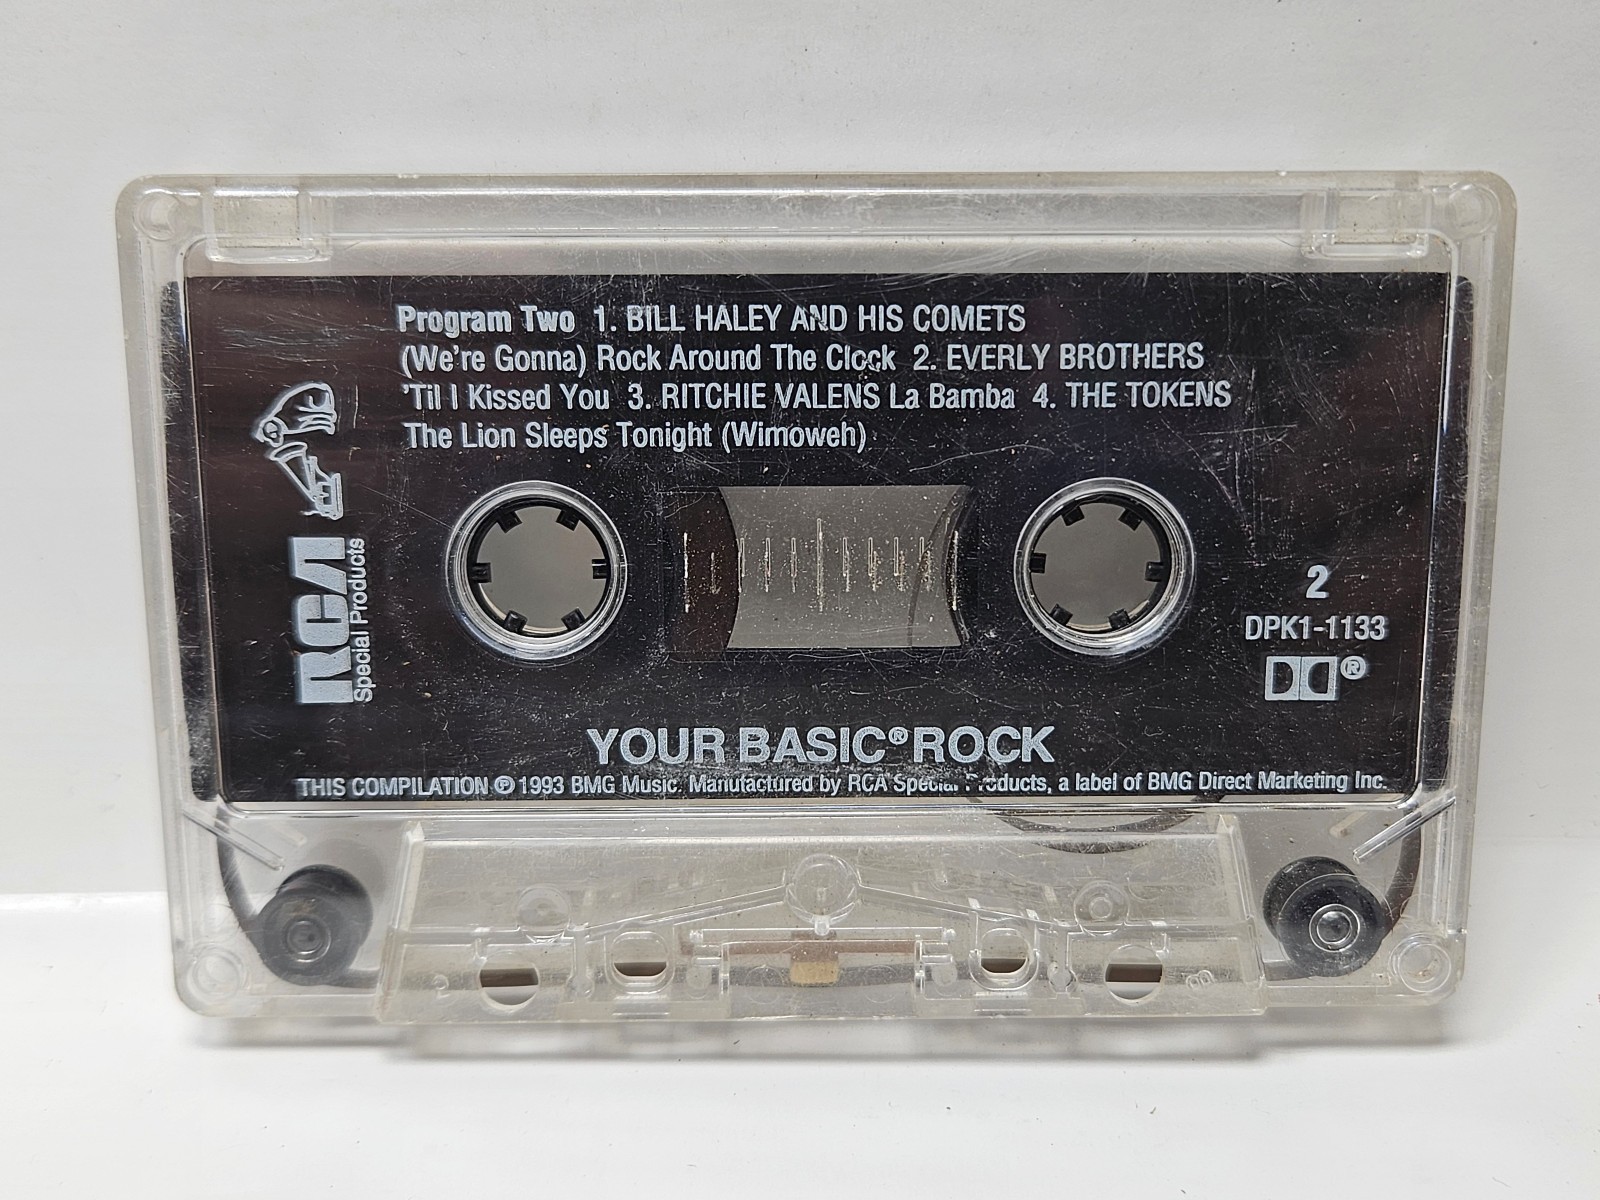 Program Two 1. BILL HALEY AND HIS COMETS
(We're Gonna) Rock Around The Clock 2. EVERLY BROTHERS
'Til I Kissed You 3. RITCHIE VALENS La Bamba 4. THE TOKENS
The Lion Sleeps Tonight (Wimoweh)
RCA
Special Products
2
DPK1-1133
®
YOUR BASIC® ROCK
THIS COMPILATION ℗ 1993 BMG Music. Manufactured by RCA Special Products, a label of BMG Direct Marketing Inc.